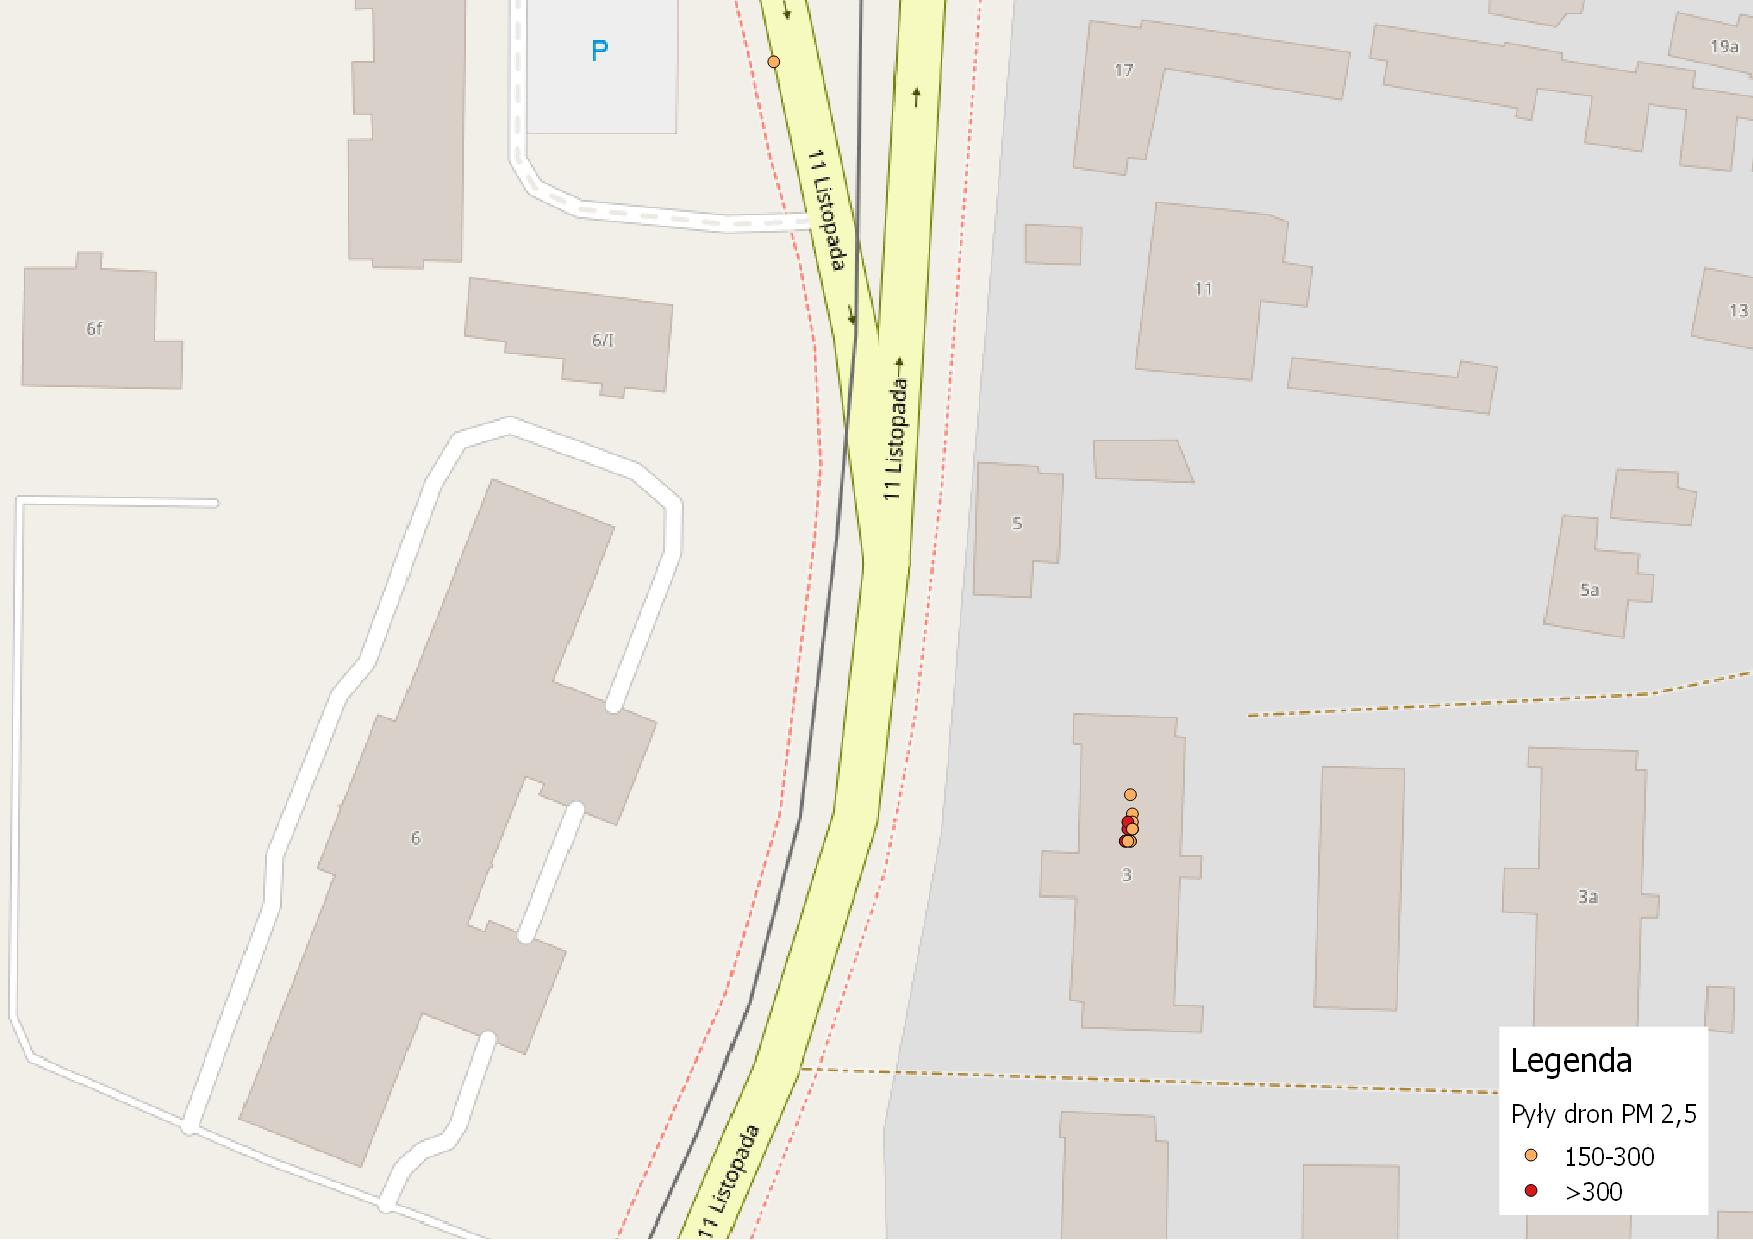 P
17
19a
11 Listopada
6f
6/I
11
13
11 Listopada
5
5a
6
3
3a
11 Listopada
Legenda
Pyły dron PM 2,5
150-300
>300